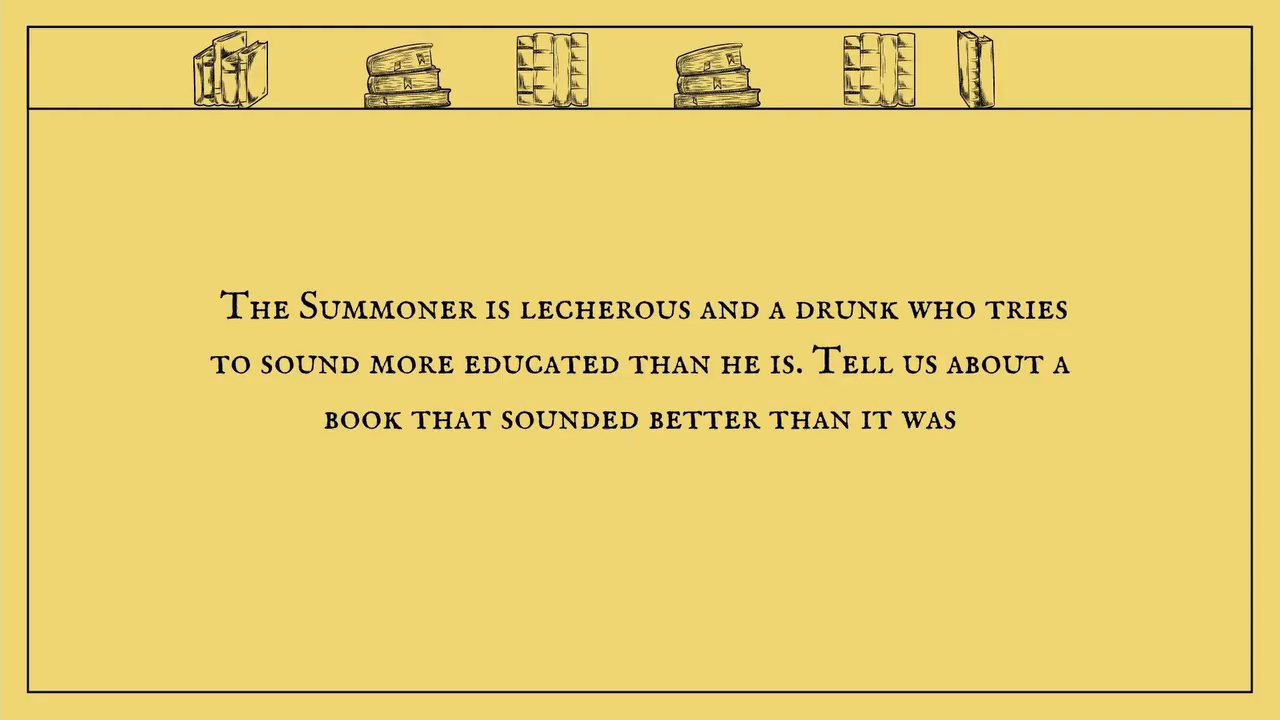 The Summoner is lecherous and a drunk who tries
to sound more educated than he is. Tell us about a
book that sounded better than it was